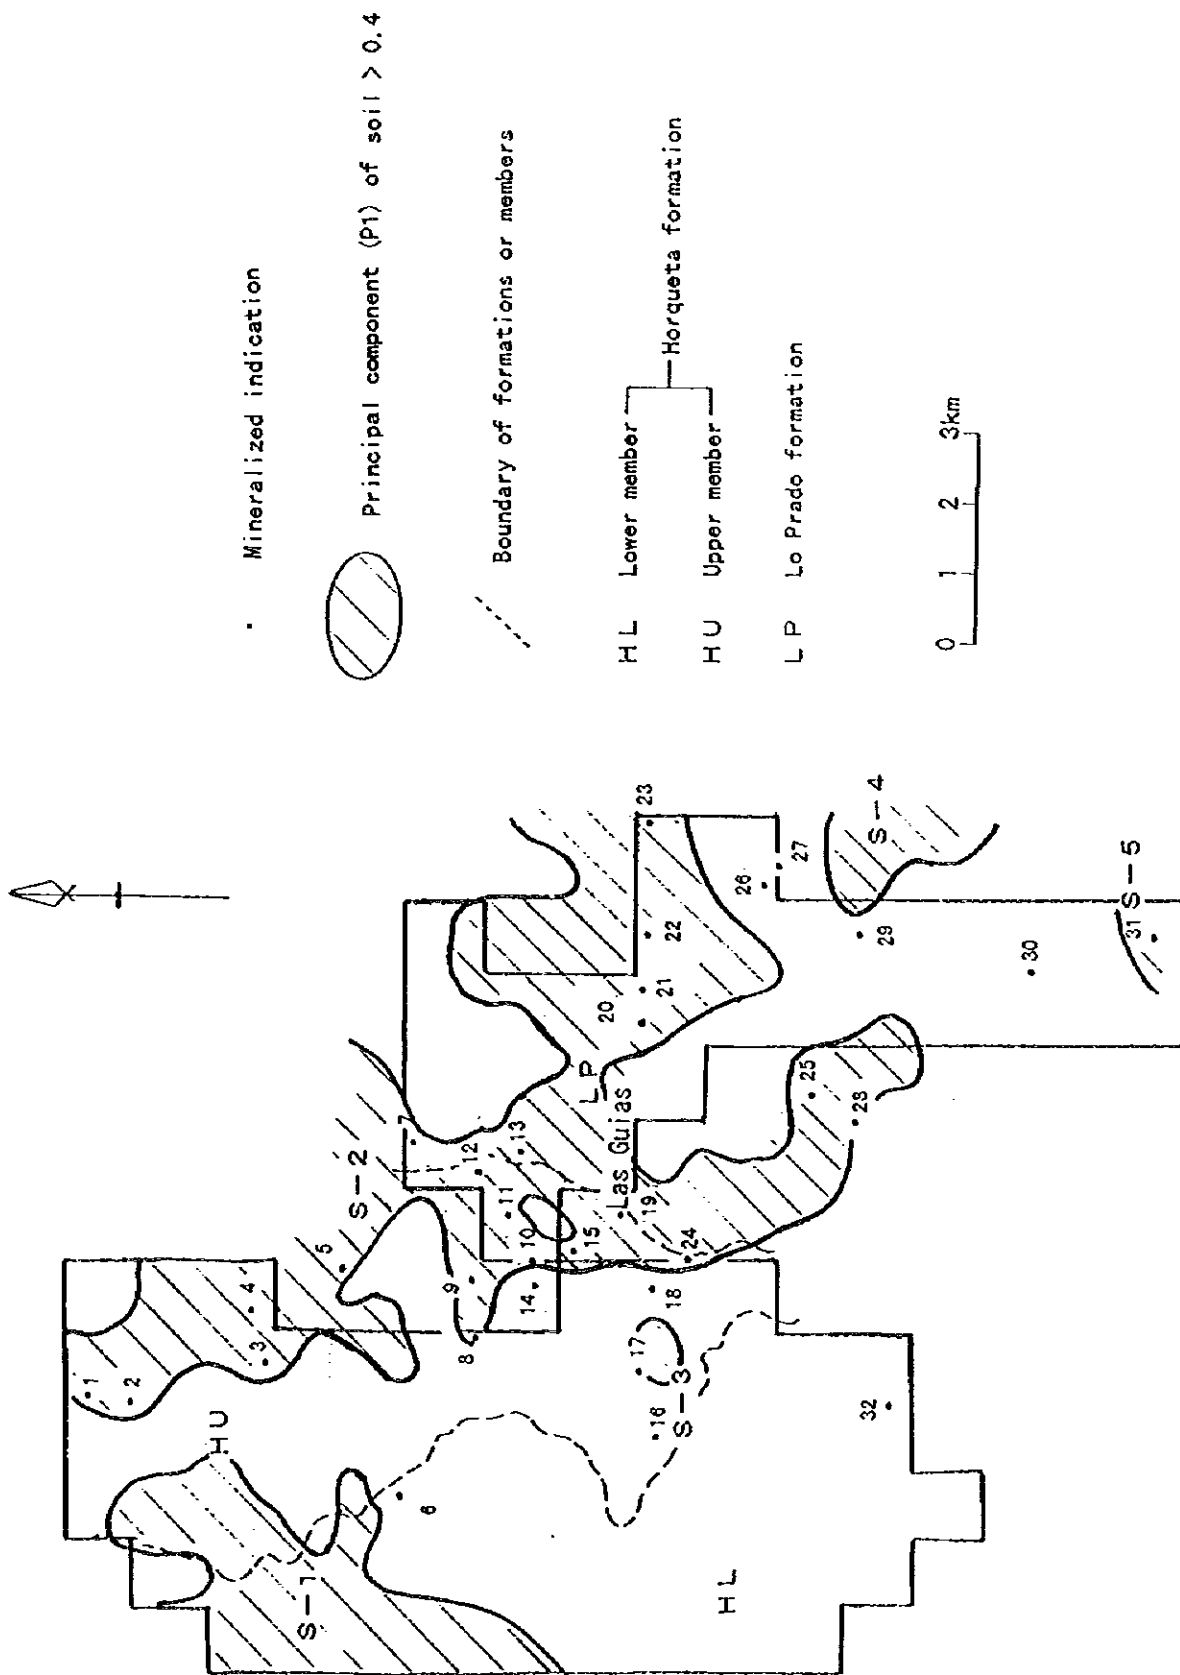 • Mineralized indication
Principal component (P1) of soil > 0.4
Boundary of formations or members
HL Lower member
HU Upper member
Horqueta formation
LP Lo Prado formation
0 1 2 3km
1
2
3
4
5
HU
S-1
6
S-2
7
8
9
10
11
12
13
14
15
LP
Las Guias
16
17
18
19
S-3
20
21
22
23
24
25
26
27
28
29
S-4
30
31
S-5
32
HL